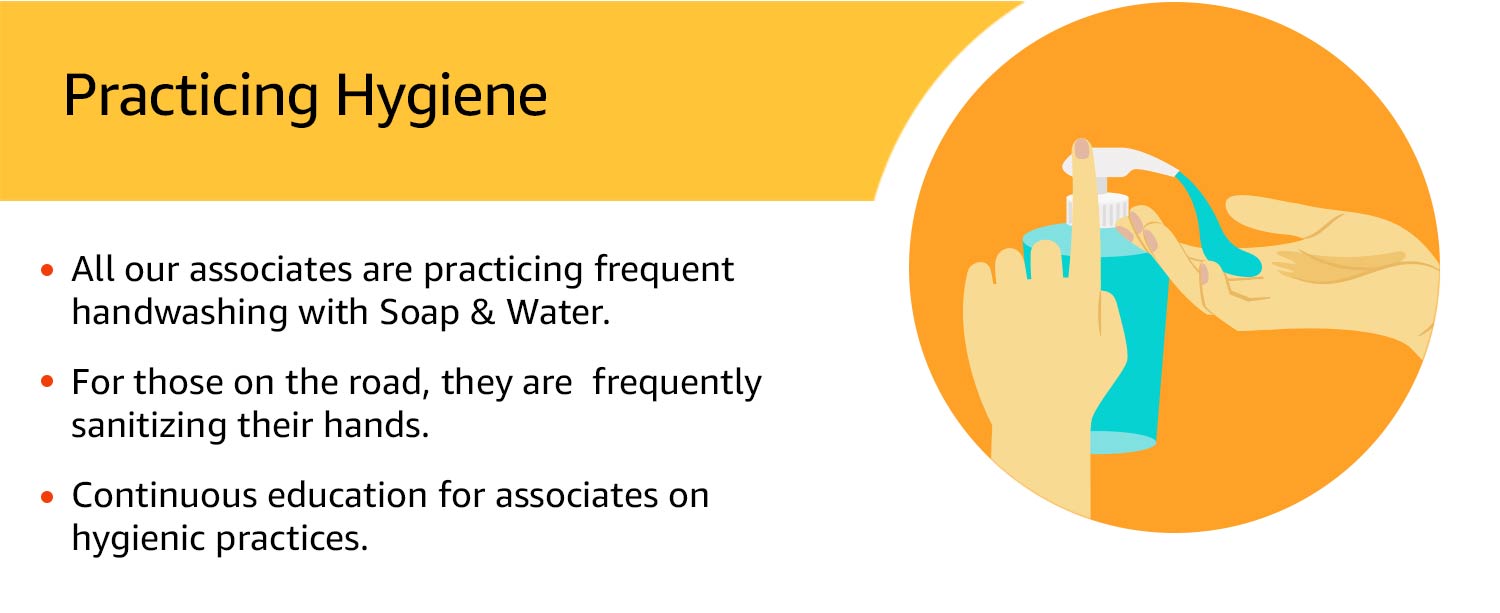 Practicing Hygiene
All our associates are practicing frequent
handwashing with Soap & Water.
For those on the road, they are  frequently
sanitizing their hands.
Continuous education for associates on
hygienic practices.